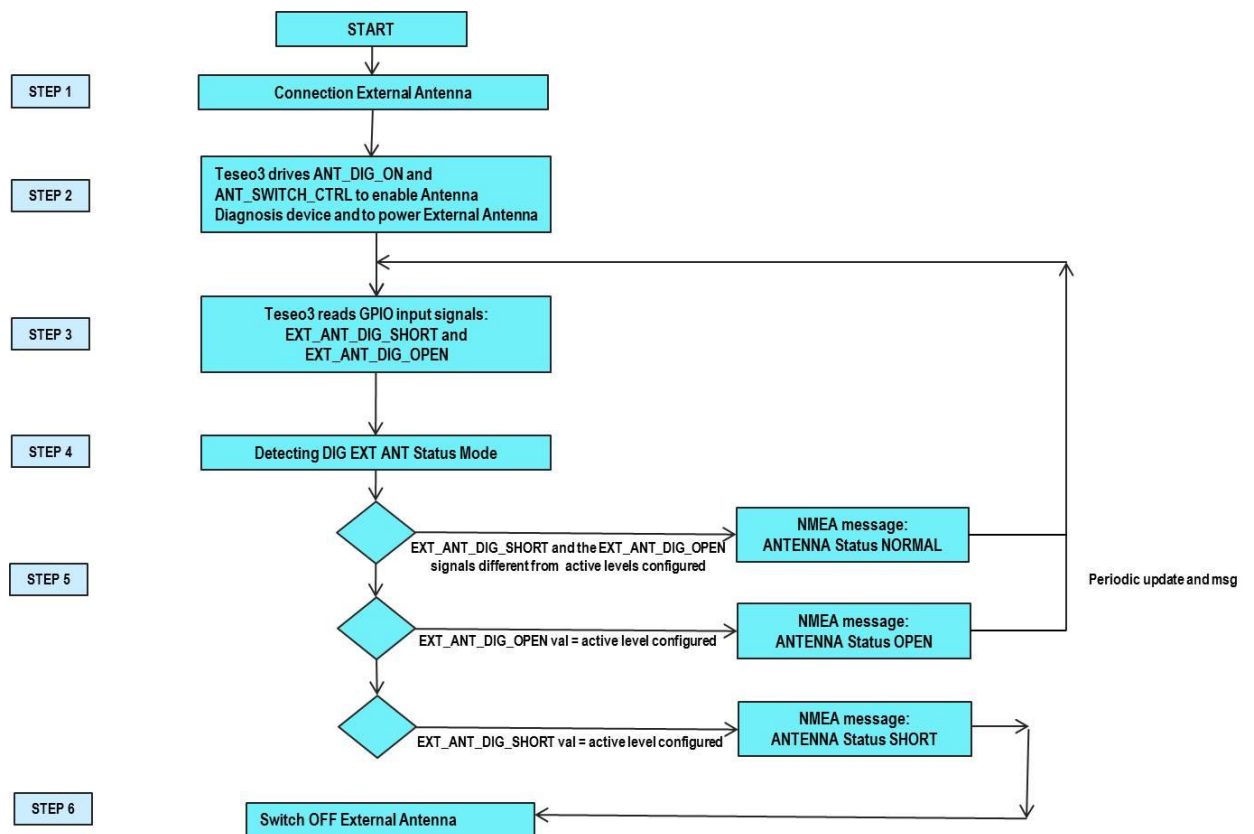 START
STEP 1
Connection External Antenna
STEP 2
Teseo3 drives ANT_DIG_ON and
ANT_SWITCH_CTRL to enable Antenna
Diagnosis device and to power External Antenna
STEP 3
Teseo3 reads GPIO input signals:
EXT_ANT_DIG_SHORT and
EXT_ANT_DIG_OPEN
STEP 4
Detecting DIG EXT ANT Status Mode
NMEA message:
ANTENNA Status NORMAL
EXT_ANT_DIG_SHORT and the EXT_ANT_DIG_OPEN
signals different from active levels configured
STEP 5
Periodic update and msg
NMEA message:
ANTENNA Status OPEN
EXT_ANT_DIG_OPEN val = active level configured
NMEA message:
ANTENNA Status SHORT
EXT_ANT_DIG_SHORT val = active level configured
STEP 6
Switch OFF External Antenna